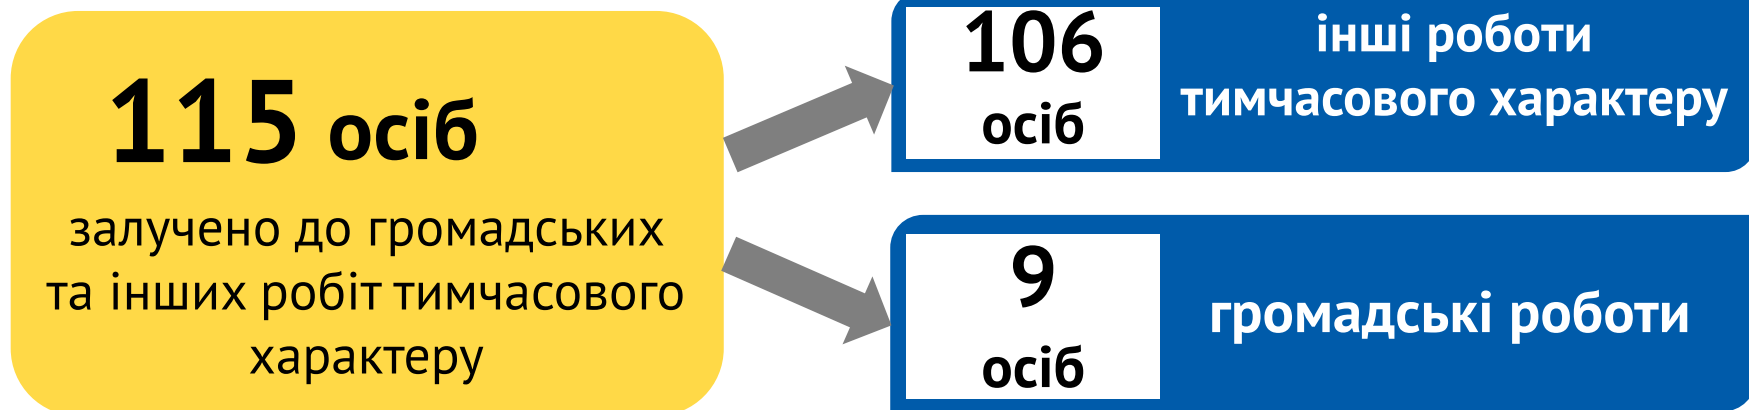 115 осіб
залучено до громадських
та інших робіт тимчасового
характеру
106
осіб
інші роботи
тимчасового характеру
9
осіб
громадські роботи